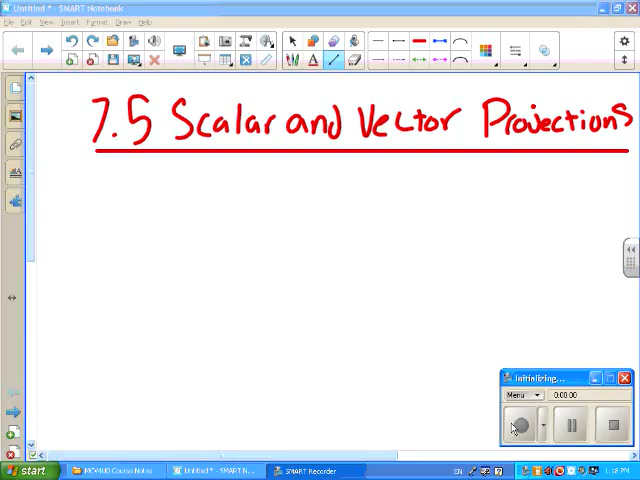 Untitled * - SMART Notebook
File Edit View Insert Format Draw Help
7.5 Scalar and Vector Projections
Initializing...
Menu 0:00:00
start MCV4U0 Course Notes Untitled * - SMART N... SMART Recorder EN 1:18 PM